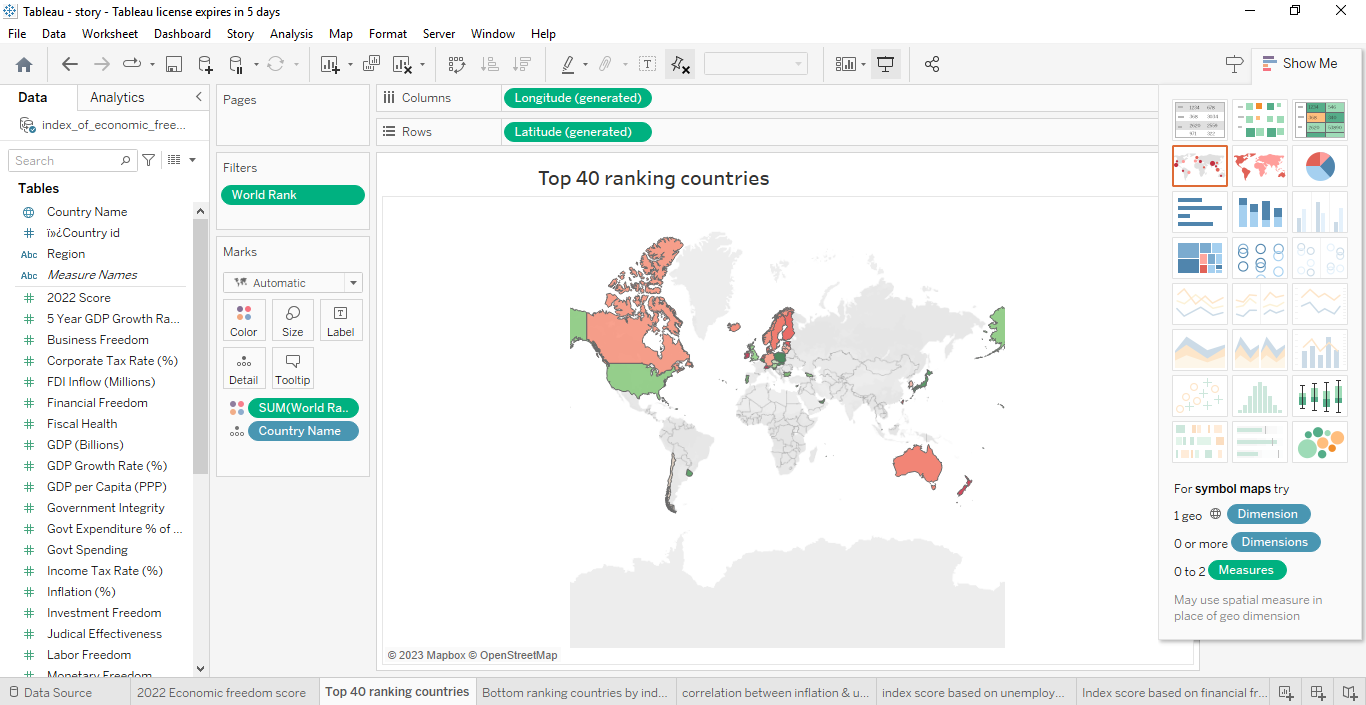 Tableau - story - Tableau license expires in 5 days
File Data Worksheet Dashboard Story Analysis Map Format Server Window Help
Show Me
Data Analytics
index_of_economic_free...
Search
Tables
Country Name
ï»¿Country id
Region
Measure Names
2022 Score
5 Year GDP Growth Ra...
Business Freedom
Corporate Tax Rate (%)
FDI Inflow (Millions)
Financial Freedom
Fiscal Health
GDP (Billions)
GDP Growth Rate (%)
GDP per Capita (PPP)
Government Integrity
Govt Expenditure % of ...
Govt Spending
Income Tax Rate (%)
Inflation (%)
Investment Freedom
Judical Effectiveness
Labor Freedom
Monetary Freedom
Abc
Abc
Pages
Filters
World Rank
Marks
Automatic
Color Size Label
Detail Tooltip
SUM(World Ra..
Country Name
Columns Longitude (generated)
Rows Latitude (generated)
Top 40 ranking countries
© 2023 Mapbox © OpenStreetMap
For symbol maps try
1 geo Dimension
0 or more Dimensions
0 to 2 Measures
May use spatial measure in
place of geo dimension
Data Source 2022 Economic freedom score Top 40 ranking countries Bottom ranking countries by ind... correlation between inflation & u... index score based on unemploy... Index score based on financial fr...